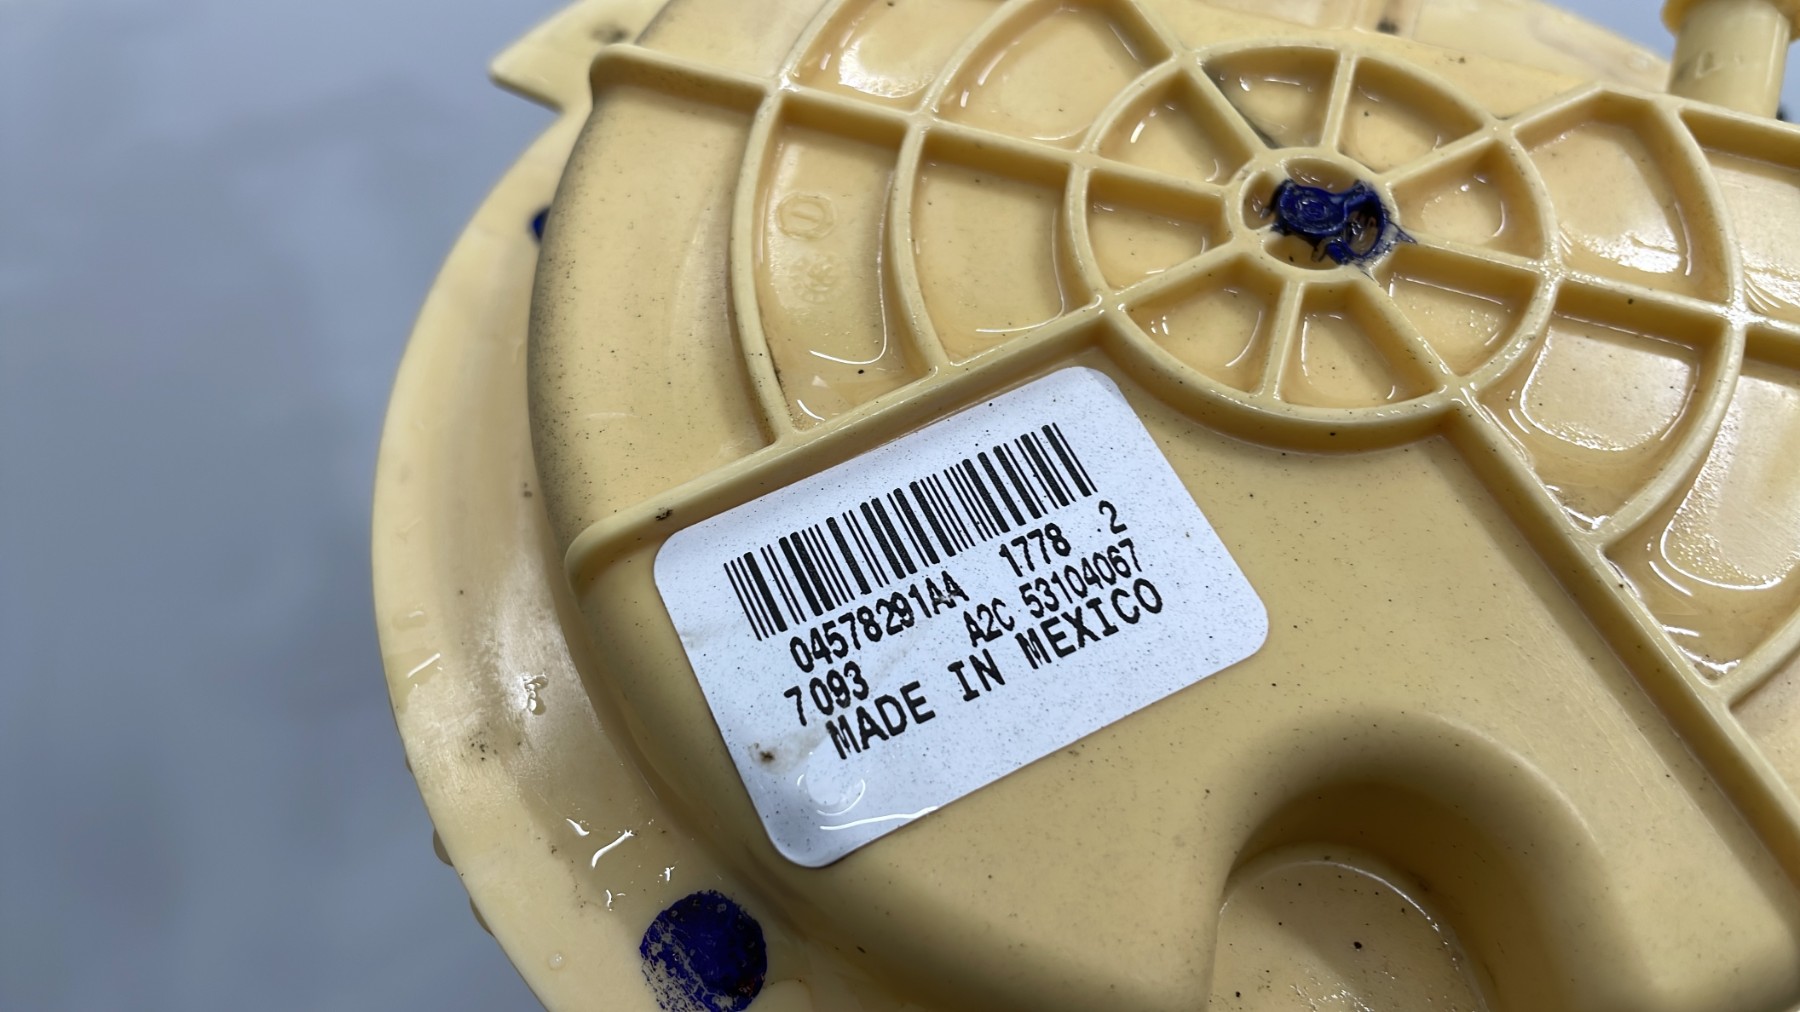 04578291AA 1778 2
7093 A2C 53104067
MADE IN MEXICO